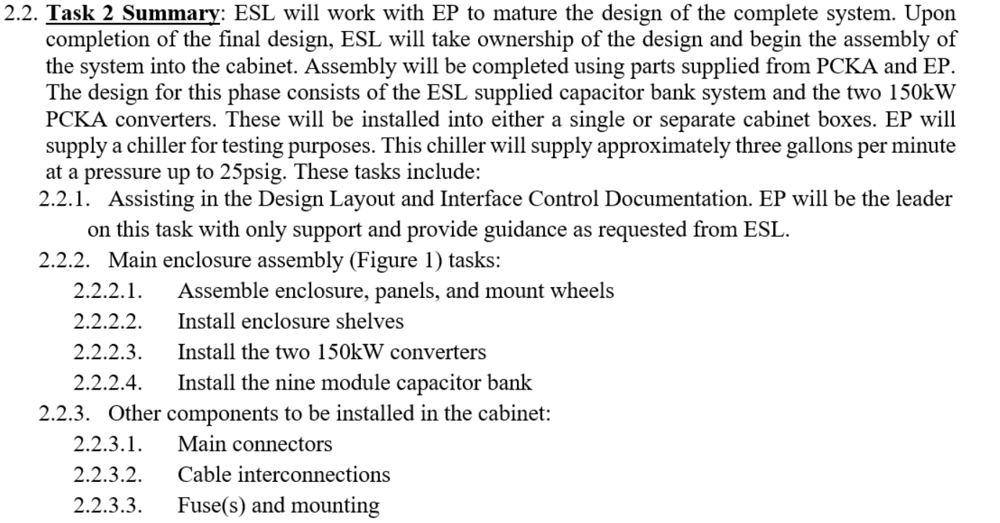 2.2. Task 2 Summary: ESL will work with EP to mature the design of the complete system. Upon
completion of the final design, ESL will take ownership of the design and begin the assembly of
the system into the cabinet. Assembly will be completed using parts supplied from PCKA and EP.
The design for this phase consists of the ESL supplied capacitor bank system and the two 150kW
PCKA converters. These will be installed into either a single or separate cabinet boxes. EP will
supply a chiller for testing purposes. This chiller will supply approximately three gallons per minute
at a pressure up to 25psig. These tasks include:
2.2.1. Assisting in the Design Layout and Interface Control Documentation. EP will be the leader
on this task with only support and provide guidance as requested from ESL.
2.2.2. Main enclosure assembly (Figure 1) tasks:
2.2.2.1. Assemble enclosure, panels, and mount wheels
2.2.2.2. Install enclosure shelves
2.2.2.3. Install the two 150kW converters
2.2.2.4. Install the nine module capacitor bank
2.2.3. Other components to be installed in the cabinet:
2.2.3.1. Main connectors
2.2.3.2. Cable interconnections
2.2.3.3. Fuse(s) and mounting